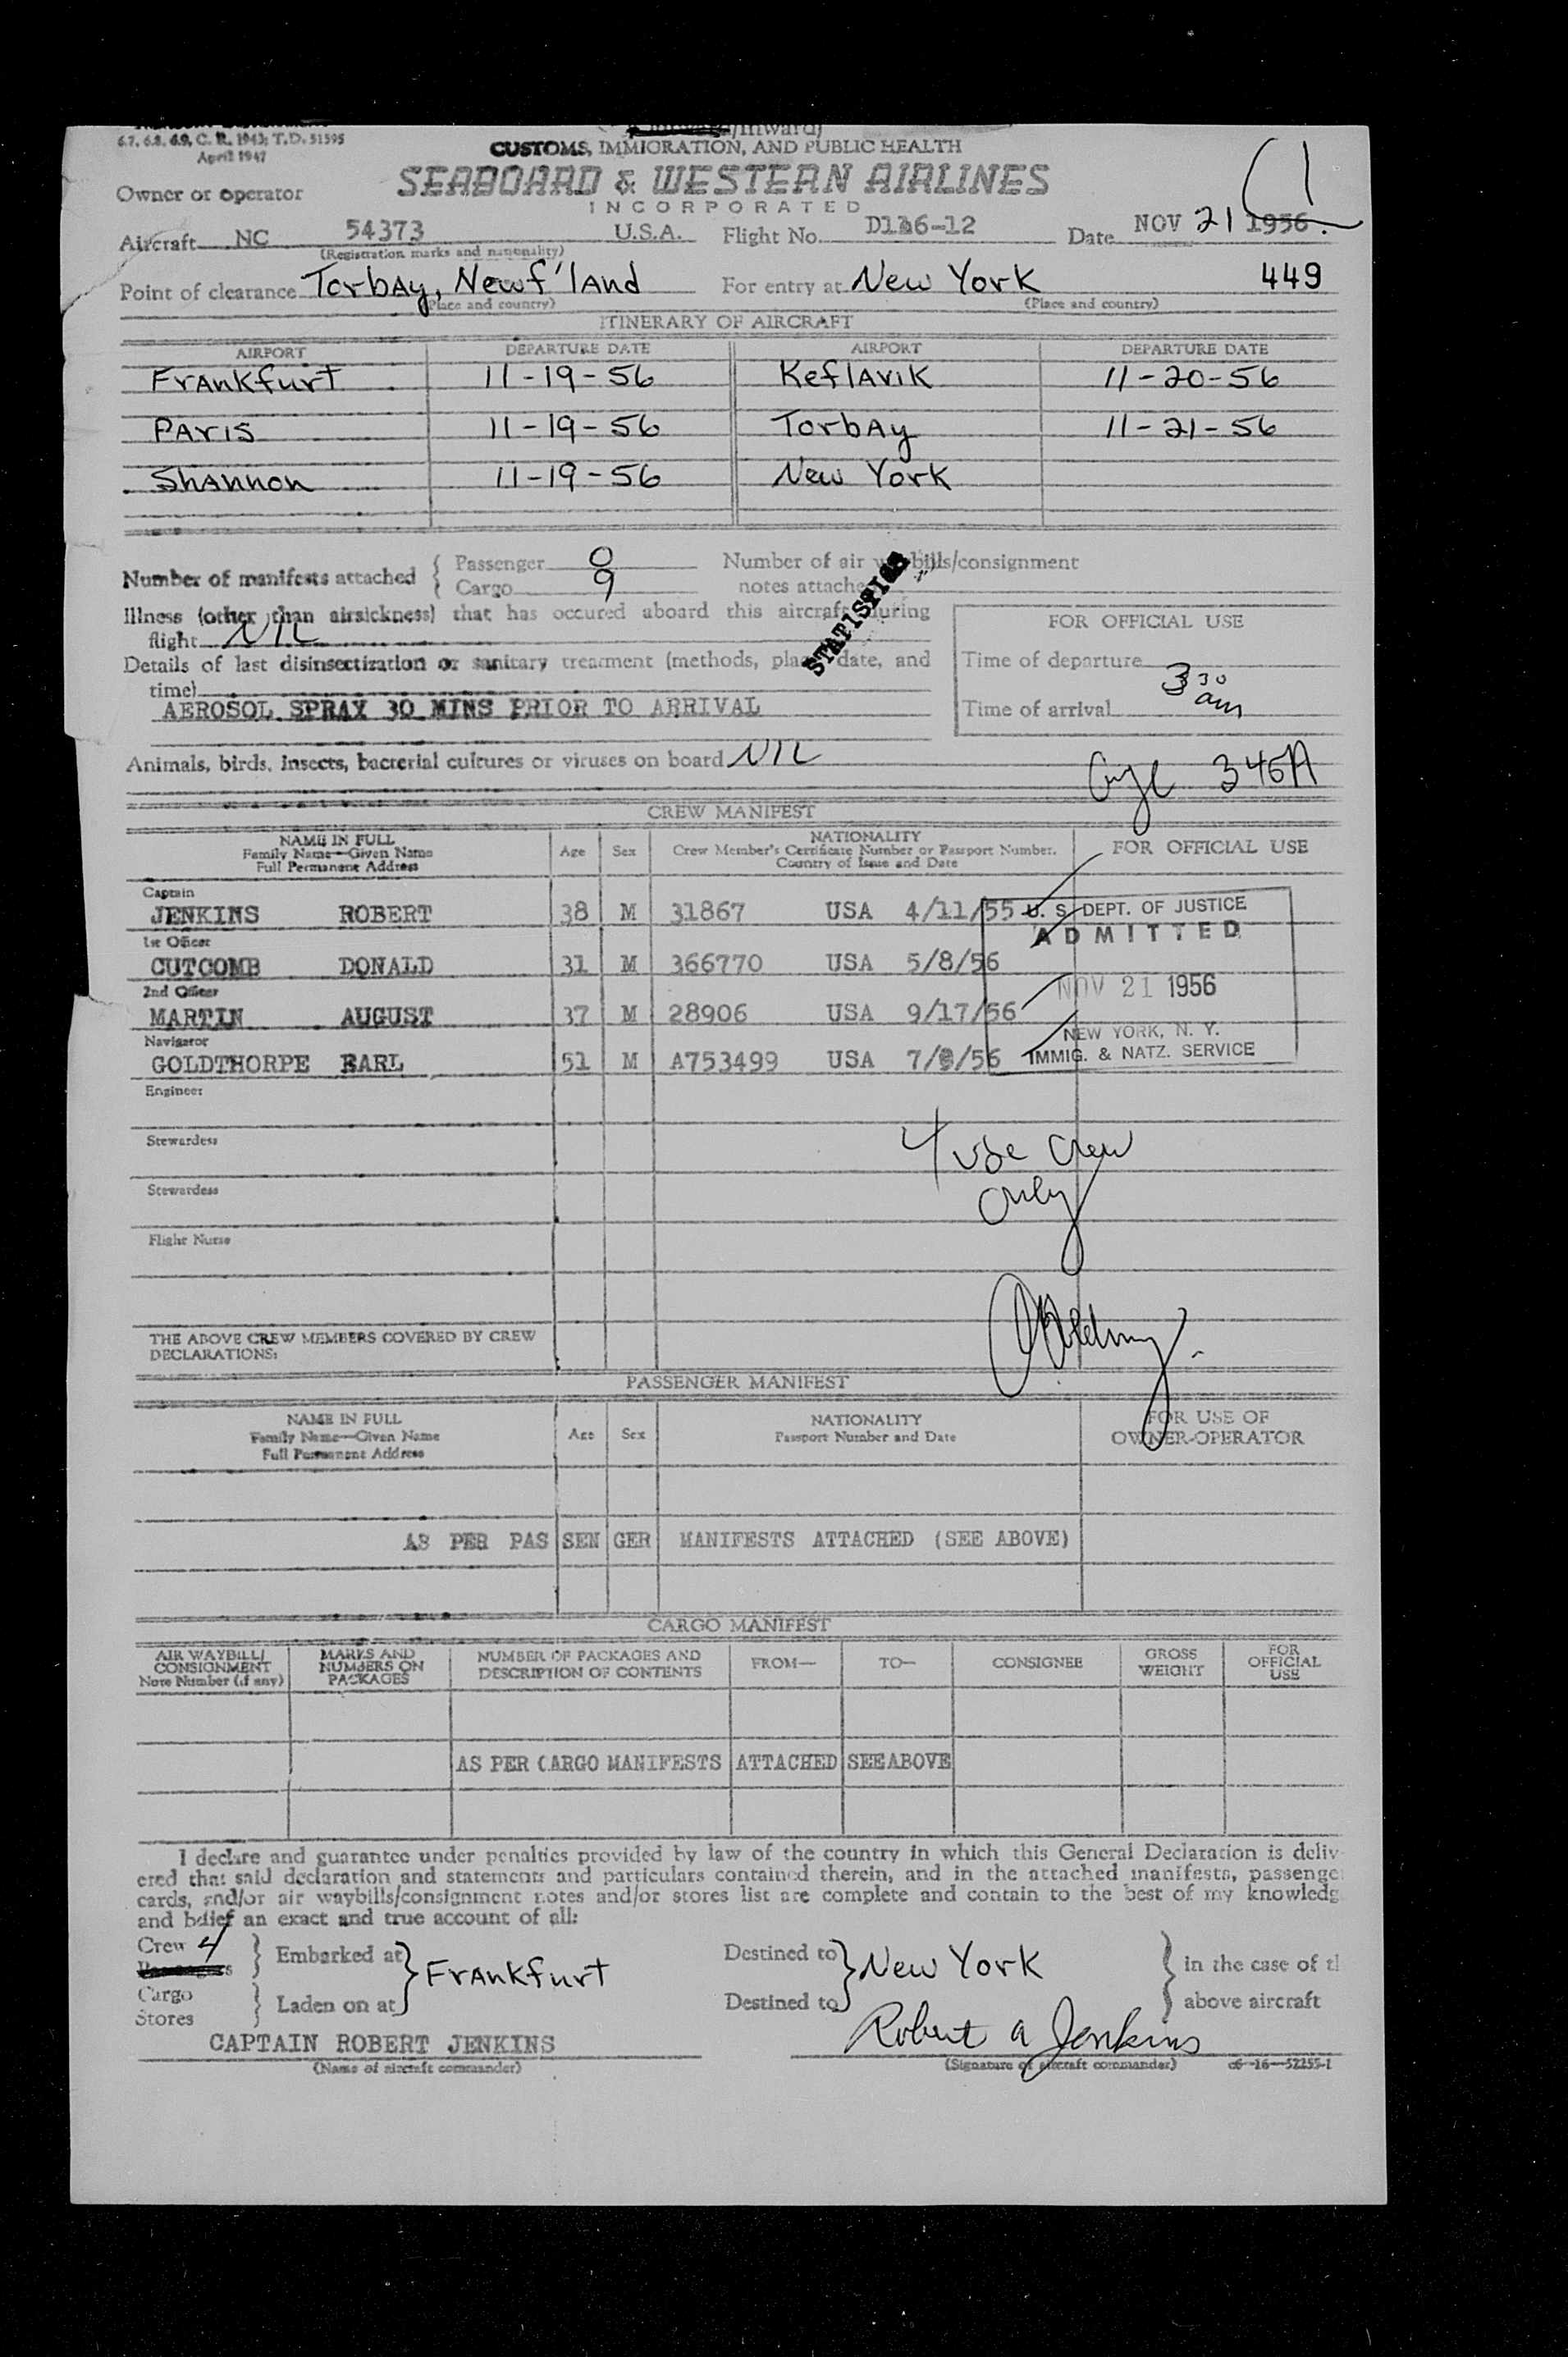 6.7, 6.8, 6.9, C. R. 1943; T.D. 51595
April 1947
CUSTOMS, IMMIGRATION, AND PUBLIC HEALTH
Owner or operator SEABOARD & WESTERN AIRLINES
INCORPORATED
Aircraft NC 54373 U.S.A. Flight No. Date NOV 21 1956.
(Registration marks and nationality)
Point of clearance Torbay, Newf'land For entry at New York 449
(Place and country) (Place and country)
ITINERARY OF AIRCRAFT
AIRPORT DEPARTURE DATE AIRPORT DEPARTURE DATE
Frankfurt 11-19-56 Keflavik 11-20-56
Paris 11-19-56 Torbay 11-21-56
Shannon 11-19-56 New York
Number of manifests attached { Passenger 0 Number of air waybills/consignment
Cargo 9 notes attached
STATISTICS
Illness (other than airsickness) that has occured aboard this aircraft during
flight NIL
FOR OFFICIAL USE
Details of last disinsectization or sanitary treatment (methods, place, date, and
time)
AEROSOL SPRAY 30 MINS PRIOR TO ARRIVAL
Time of departure
Time of arrival 3 30 am
Animals, birds, insects, bacterial cultures or viruses on board NIL
345A
CREW MANIFEST
NAME IN FULL
Family Name—Given Name
Full Permanent Address
Age Sex
NATIONALITY
Crew Member's Certificate Number or Passport Number.
Country of Issue and Date
FOR OFFICIAL USE
Captain
JENKINS ROBERT 38 M 31867 USA 4/11/55
1st Officer
CUTCOMB DONALD 31 M 366770 USA 5/8/56
2nd Officer
MARTIN AUGUST 37 M 28906 USA 9/17/56
Navigator
GOLDTHORPE EARL 51 M A753499 USA
U. S. DEPT. OF JUSTICE
ADMITTED
NOV 21 1956
NEW YORK, N. Y.
IMMIG. & NATZ. SERVICE
Engineer
Stewardess
4 usc crew
only
Stewardess
Flight Nurse
THE ABOVE CREW MEMBERS COVERED BY CREW
DECLARATIONS:
PASSENGER MANIFEST
NAME IN FULL
Family Name—Given Name
Full Permanent Address
Age Sex
NATIONALITY
Passport Number and Date
FOR USE OF
OWNER-OPERATOR
AS PER PAS SEN GER MANIFESTS ATTACHED (SEE ABOVE)
CARGO MANIFEST
AIR WAYBILL/
CONSIGNMENT
Note Number (if any)
MARKS AND
NUMBERS ON
PACKAGES
NUMBER OF PACKAGES AND
DESCRIPTION OF CONTENTS
FROM— TO— CONSIGNEE
GROSS
WEIGHT
FOR
OFFICIAL
USE
AS PER CARGO MANIFESTS ATTACHED SEE ABOVE
I declare and guarantee under penalties provided by law of the country in which this General Declaration is deliv
ered that said declaration and statements and particulars contained therein, and in the attached manifests, passenge
cards, and/or air waybills/consignment notes and/or stores list are complete and contain to the best of my knowledg
and belief an exact and true account of all:
Crew 4 } Embarked at } Frankfurt Destined to } New York } in the case of th
Cargo } Laden on at Destined to above aircraft
Stores
CAPTAIN ROBERT JENKINS Robert A Jenkins
(Name of aircraft commander) (Signature of aircraft commander) c6-16-52255-1